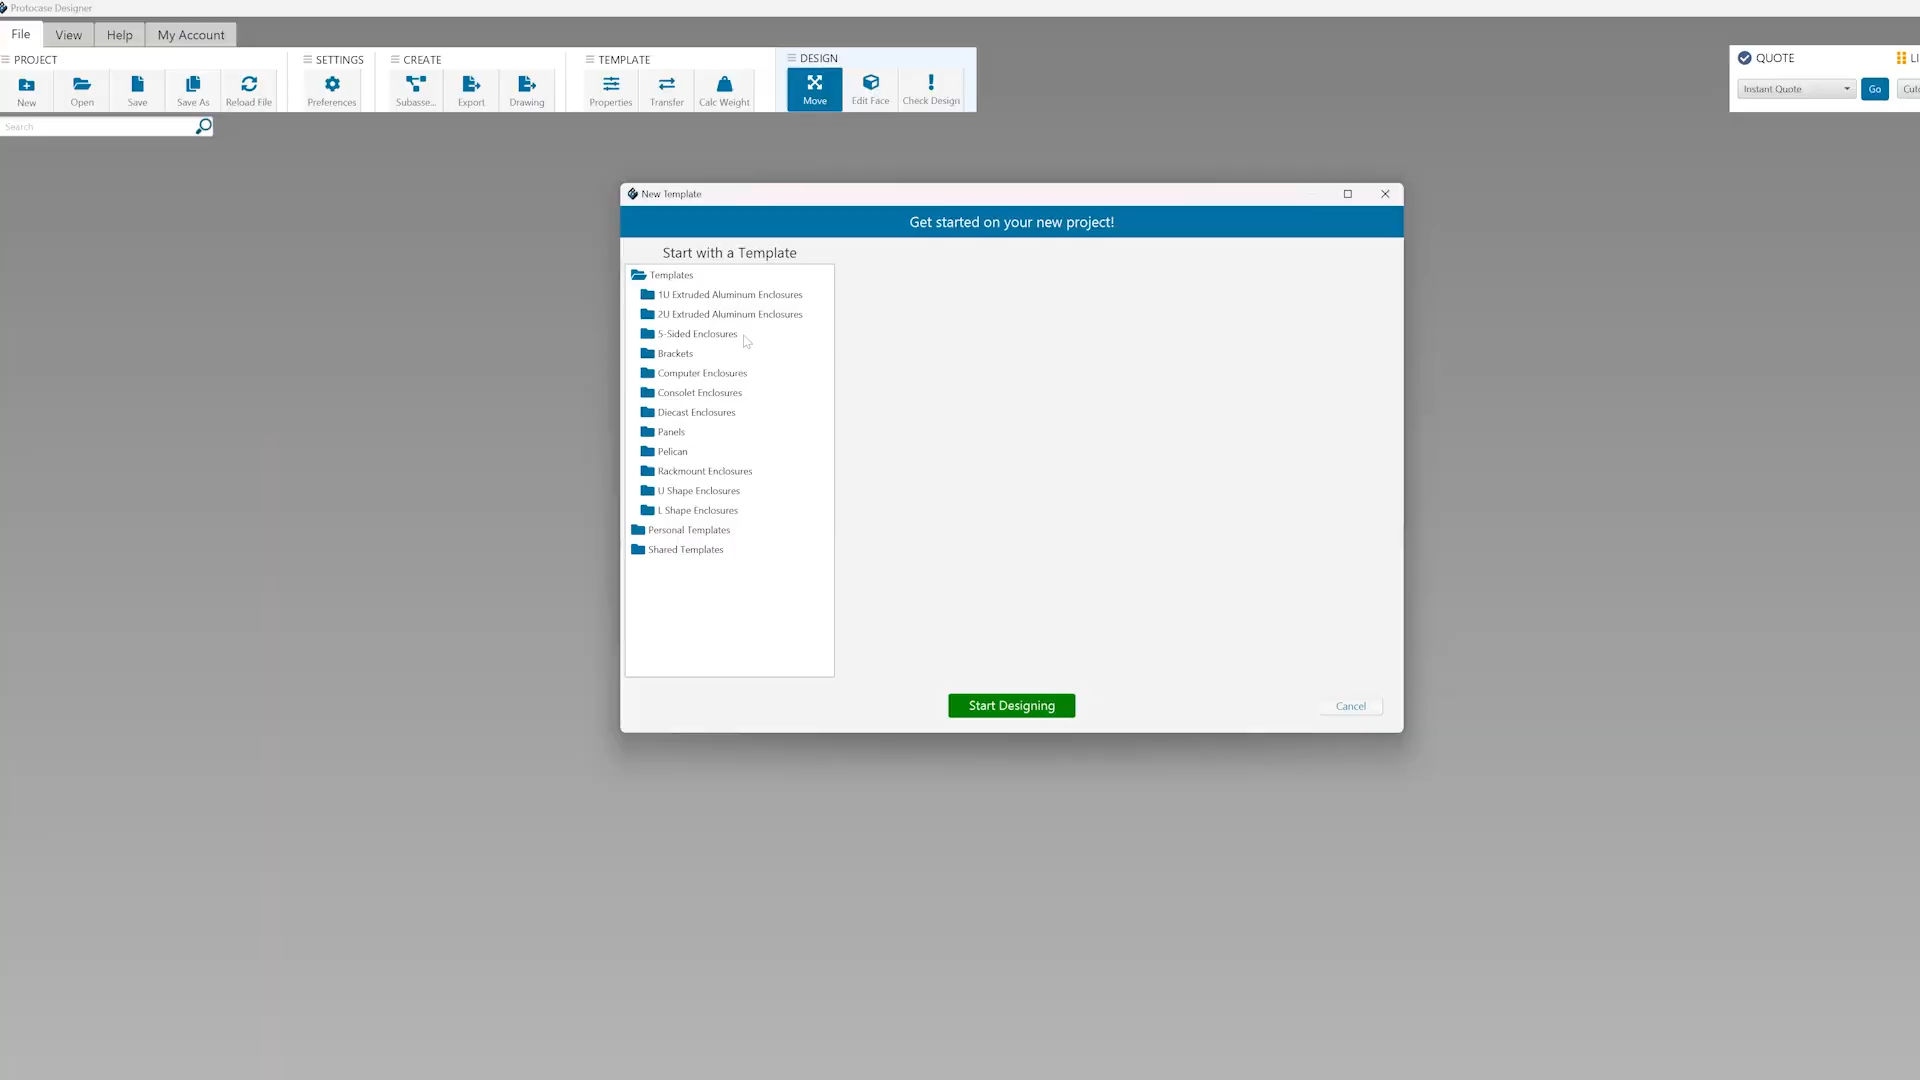 Protocase Designer
File View Help My Account
PROJECT SETTINGS CREATE TEMPLATE DESIGN QUOTE
New Open Save Save As Reload File Preferences Subasse... Export Drawing Properties Transfer Calc Weight Move Edit Face Check Design Instant Quote Go
Search
New Template
Get started on your new project!
Start with a Template
Templates
1U Extruded Aluminum Enclosures
2U Extruded Aluminum Enclosures
5-Sided Enclosures
Brackets
Computer Enclosures
Consolet Enclosures
Diecast Enclosures
Panels
Pelican
Rackmount Enclosures
U Shape Enclosures
L Shape Enclosures
Personal Templates
Shared Templates
Start Designing
Cancel